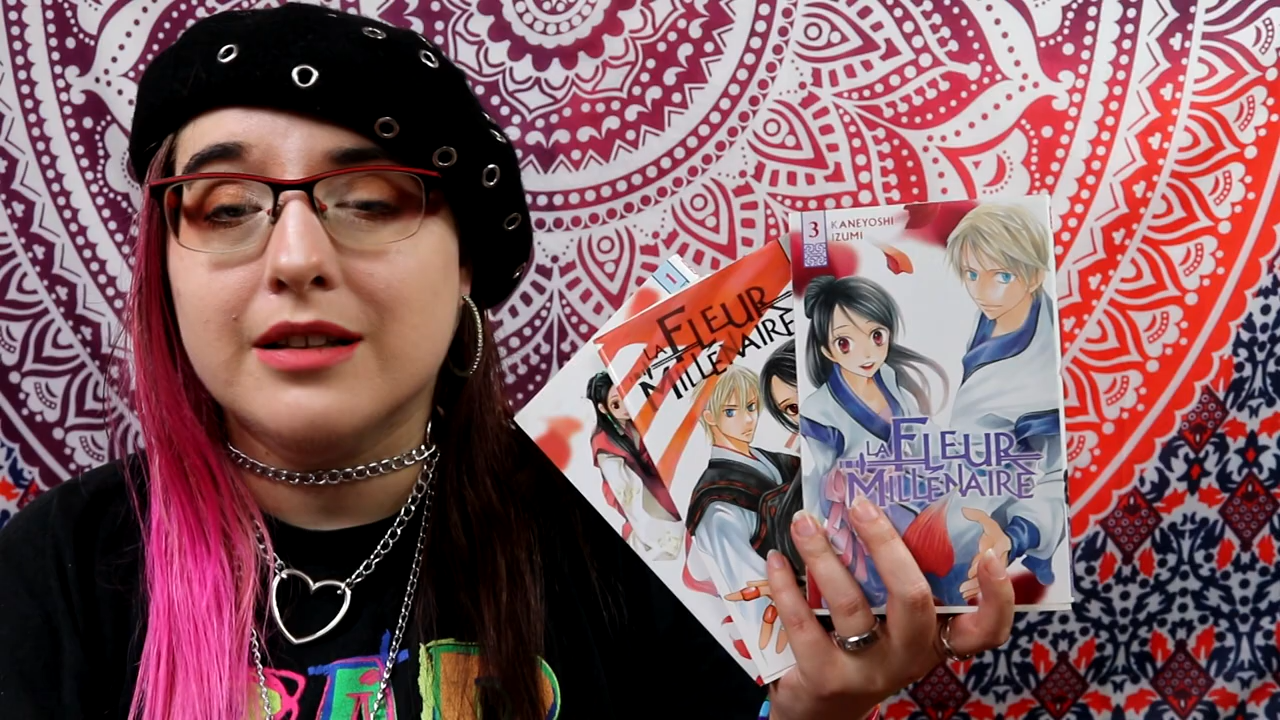 LA FLEUR
MILLENAIRE
3
KANEYOSHI
IZUMI
LA FLEUR
MILLENAIRE